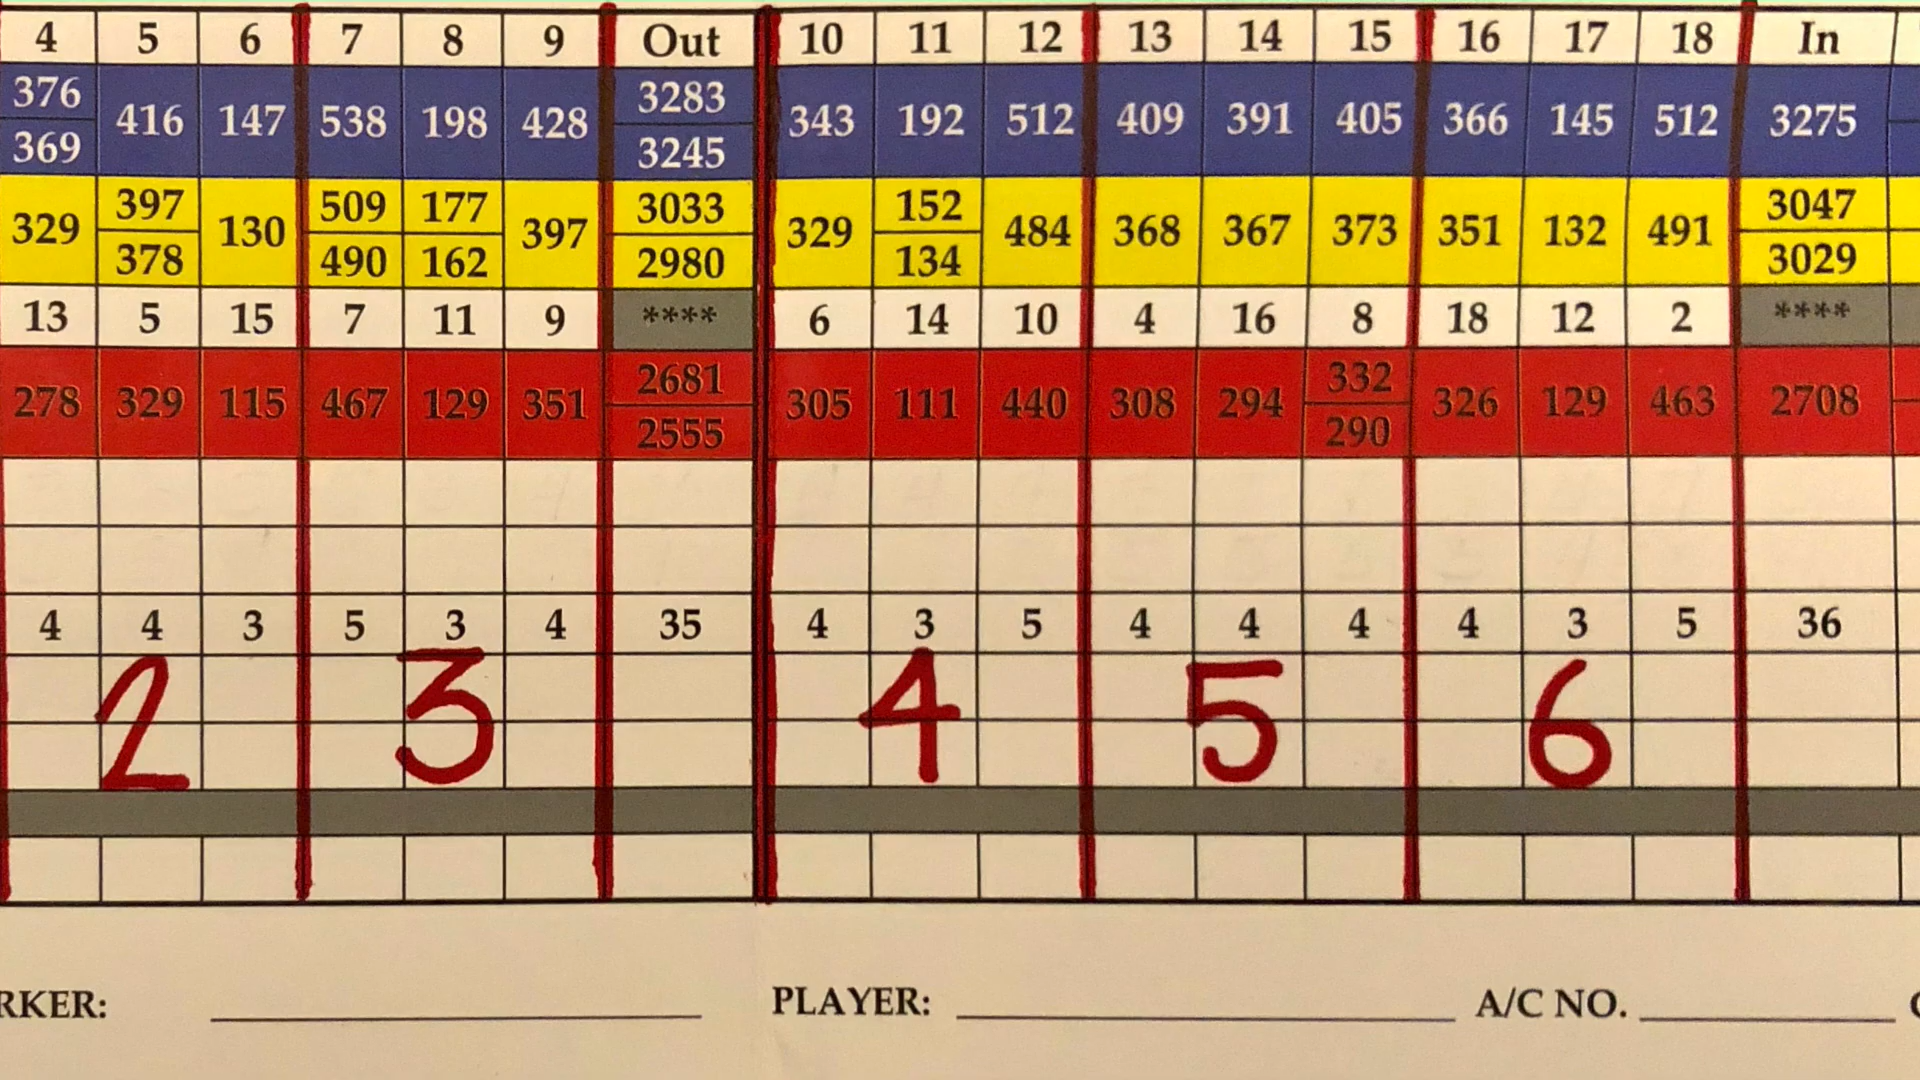 4 5 6 7 8 9 Out 10 11 12 13 14 15 16 17 18 In
376 416 147 538 198 428 3283 343 192 512 409 391 405 366 145 512 3275
369 3245
329 397 130 509 177 397 3033 329 152 484 368 367 373 351 132 491 3047
378 490 162 2980 134 3029
13 5 15 7 11 9 **** 6 14 10 4 16 8 18 12 2 ****
278 329 115 467 129 351 2681 305 111 440 308 294 332 326 129 463 2708
2555 290
4 4 3 5 3 4 35 4 3 5 4 4 4 4 3 5 36
2 3 4 5 6
RKER: PLAYER: A/C NO.